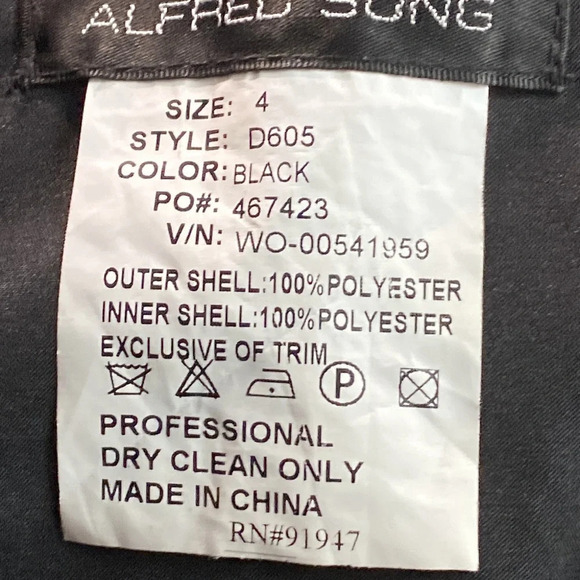 ALFRED SUNG
SIZE: 4
STYLE: D605
COLOR: BLACK
PO#: 467423
V/N: WO-00541959
OUTER SHELL:100%POLYESTER
INNER SHELL:100%POLYESTER
EXCLUSIVE OF TRIM
P
PROFESSIONAL
DRY CLEAN ONLY
MADE IN CHINA
RN#91947